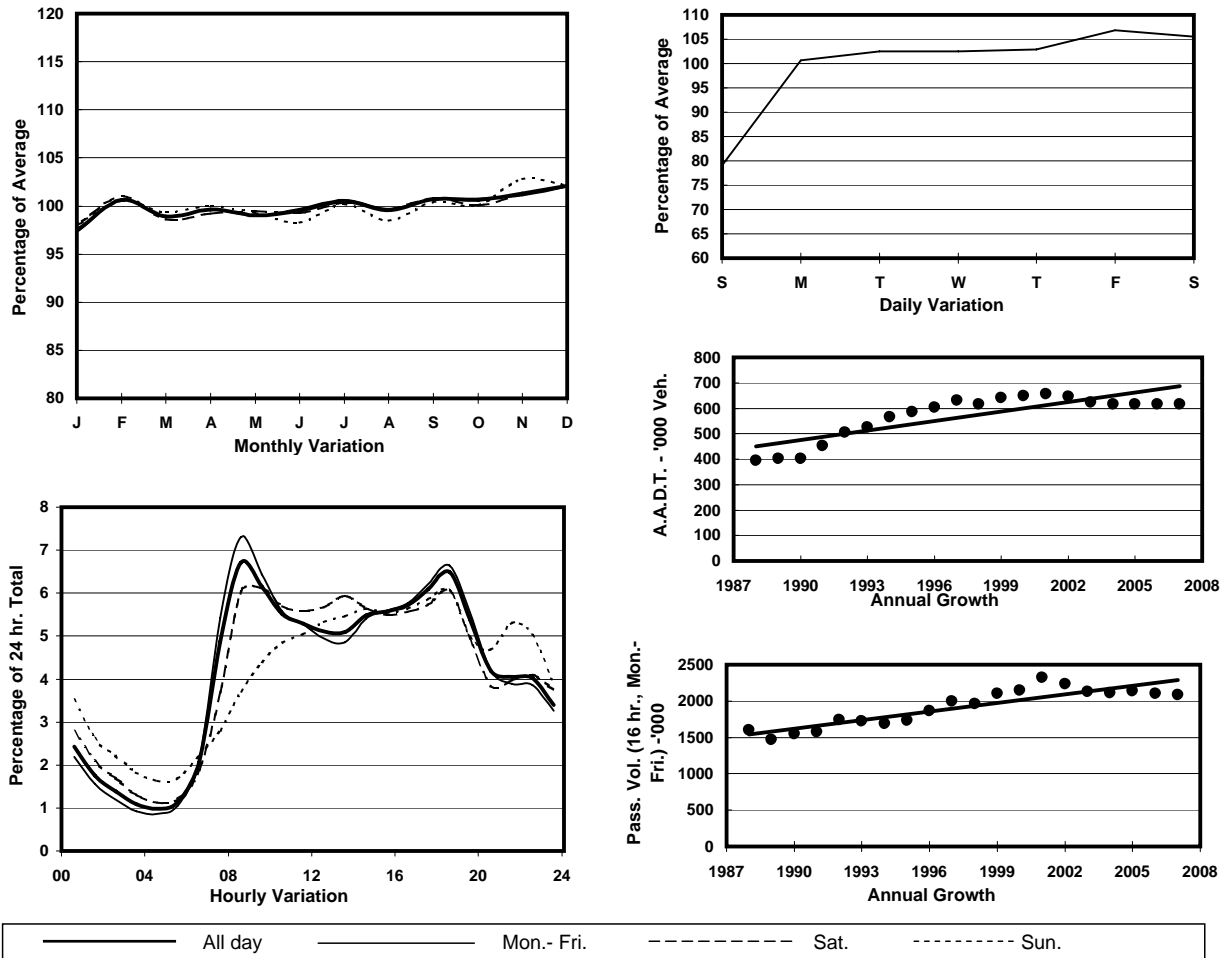 Percentage of Average
120
115
110
105
100
95
90
85
80
J F M A M J J A S O N D
Monthly Variation
Percentage of Average
110
105
100
95
90
85
80
75
70
65
60
S M T W T F S
Daily Variation
A.A.D.T. - '000 Veh.
800
700
600
500
400
300
200
100
0
1987 1990 1993 1996 1999 2002 2005 2008
Annual Growth
Percentage of 24 hr. Total
8
7
6
5
4
3
2
1
0
00 04 08 12 16 20 24
Hourly Variation
Pass. Vol. (16 hr., Mon.-
Fri.) -'000
2500
2000
1500
1000
500
0
1987 1990 1993 1996 1999 2002 2005 2008
Annual Growth
All day Mon.- Fri. Sat. Sun.